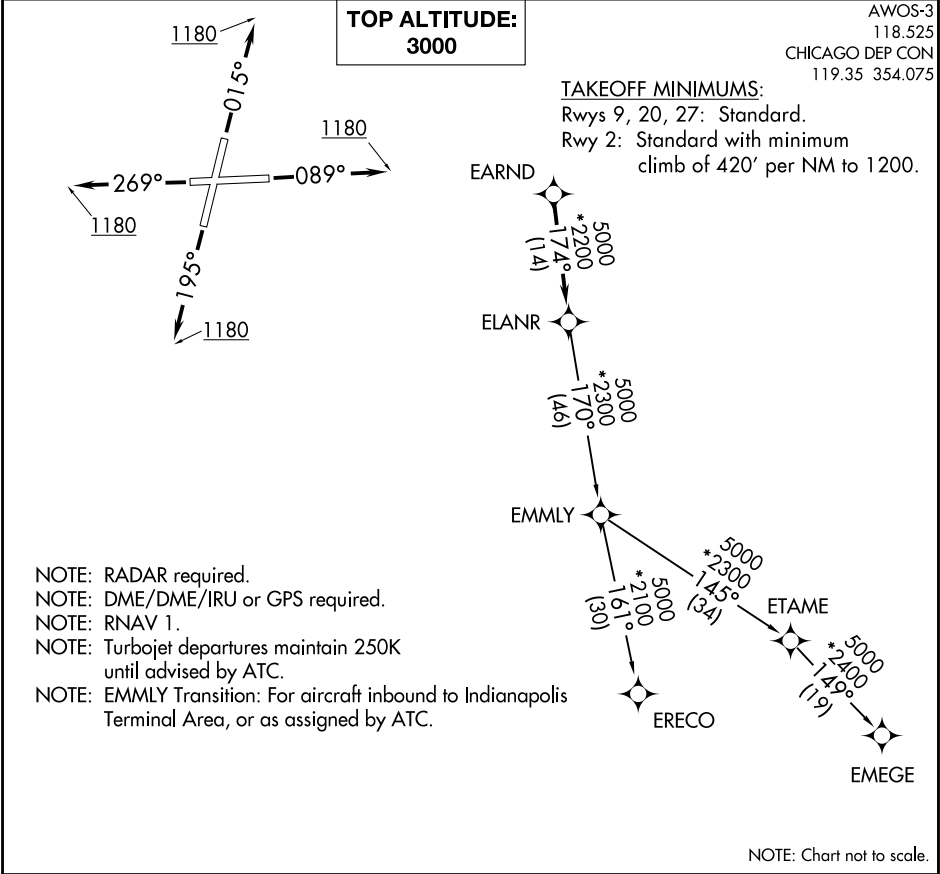 TOP ALTITUDE:
3000
AWOS-3
118.525
CHICAGO DEP CON
119.35 354.075
TAKEOFF MINIMUMS:
Rwys 9, 20, 27: Standard.
Rwy 2: Standard with minimum
climb of 420' per NM to 1200.
1180
015°
1180
269°
089°
1180
195°
1180
EARND
5000
*2200
174°
(14)
ELANR
5000
*2300
170°
(46)
EMMLY
5000
*2300
145°
(34)
5000
*2100
161°
(30)
ETAME
5000
*2400
149°
(19)
ERECO
EMEGE
NOTE: RADAR required.
NOTE: DME/DME/IRU or GPS required.
NOTE: RNAV 1.
NOTE: Turbojet departures maintain 250K
until advised by ATC.
NOTE: EMMLY Transition: For aircraft inbound to Indianapolis
Terminal Area, or as assigned by ATC.
NOTE: Chart not to scale.